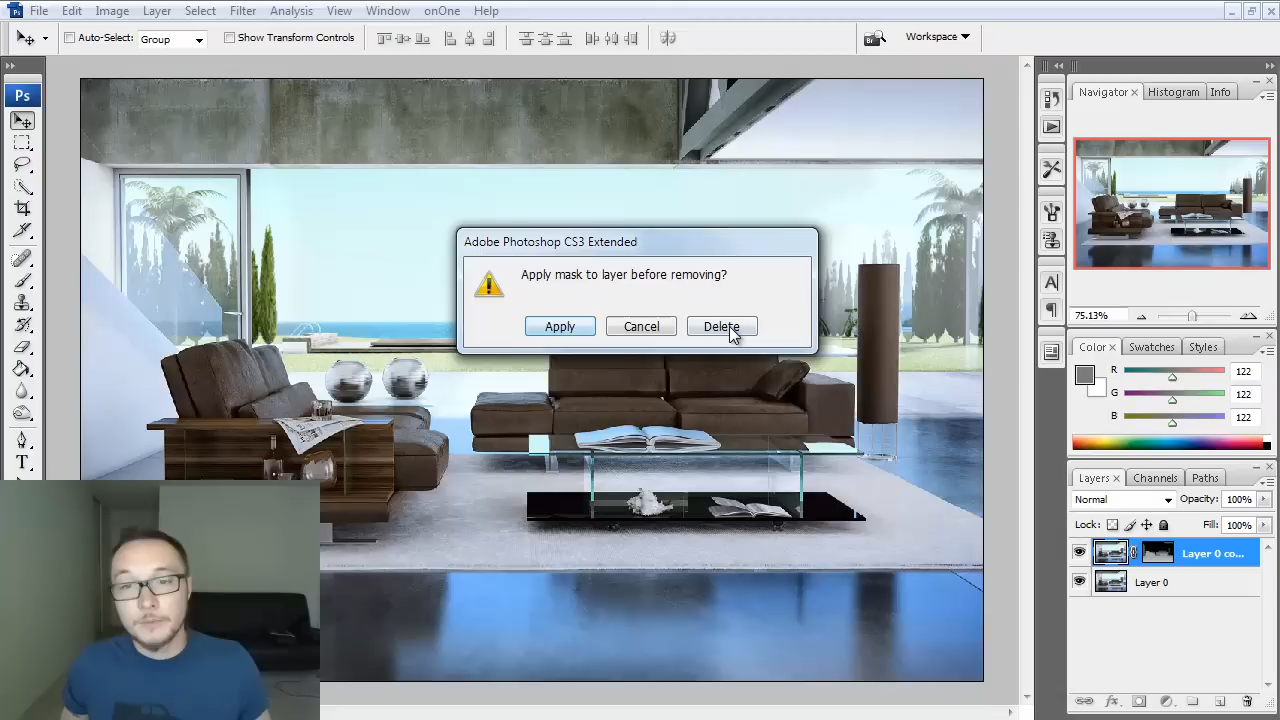 Ps File Edit Image Layer Select Filter Analysis View Window onOne Help
Auto-Select: Group Show Transform Controls Br Workspace
Ps
T
Adobe Photoshop CS3 Extended
Apply mask to layer before removing?
Apply Cancel Delete
Navigator × Histogram Info
75.13%
A
Color × Swatches Styles
R 122
G 122
B 122
Layers × Channels Paths
Normal Opacity: 100%
Lock: Fill: 100%
Layer 0 co...
Layer 0
fx